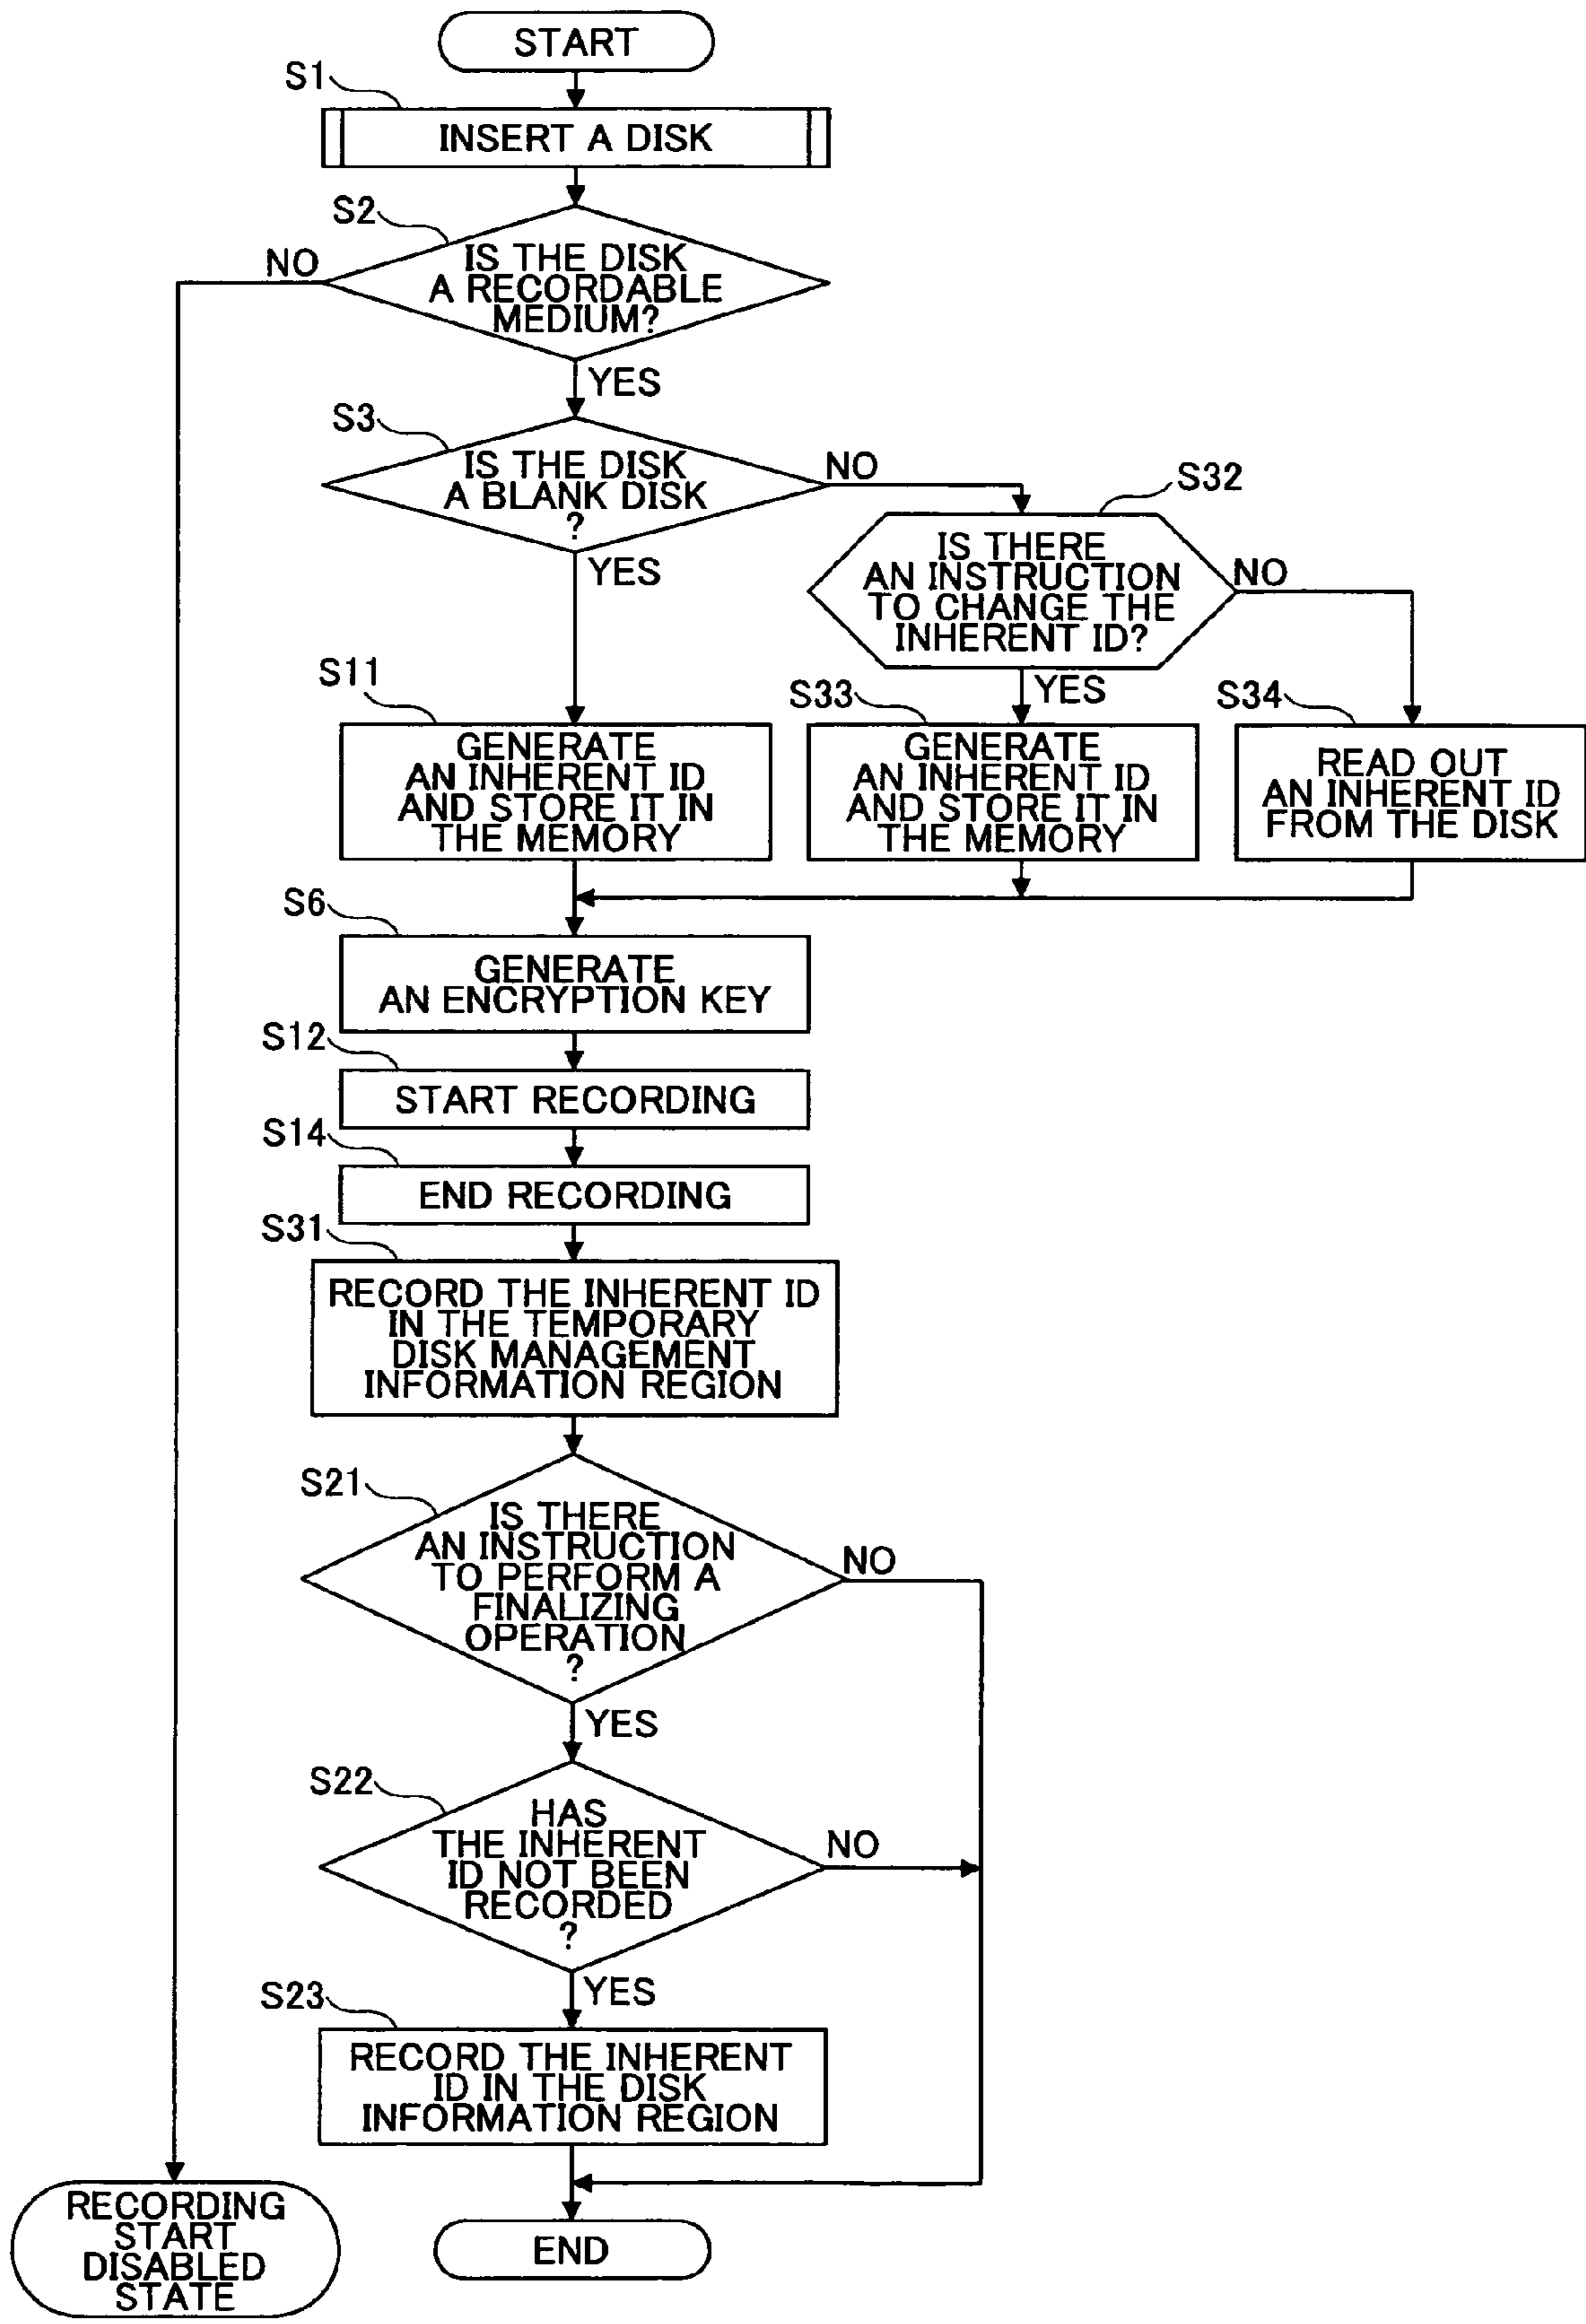 START
S1
INSERT A DISK
S2
NO
IS THE DISK
A RECORDABLE
MEDIUM?
YES
S3
IS THE DISK
A BLANK DISK
?
NO
YES
S32
IS THERE
AN INSTRUCTION
TO CHANGE THE
INHERENT ID?
NO
YES
S11
GENERATE
AN INHERENT ID
AND STORE IT IN
THE MEMORY
S33
GENERATE
AN INHERENT ID
AND STORE IT IN
THE MEMORY
S34
READ OUT
AN INHERENT ID
FROM THE DISK
S6
GENERATE
AN ENCRYPTION KEY
S12
START RECORDING
S14
END RECORDING
S31
RECORD THE INHERENT ID
IN THE TEMPORARY
DISK MANAGEMENT
INFORMATION REGION
S21
IS THERE
AN INSTRUCTION
TO PERFORM A
FINALIZING
OPERATION
?
NO
YES
S22
HAS
THE INHERENT
ID NOT BEEN
RECORDED
?
NO
YES
S23
RECORD THE INHERENT
ID IN THE DISK
INFORMATION REGION
RECORDING
START
DISABLED
STATE
END